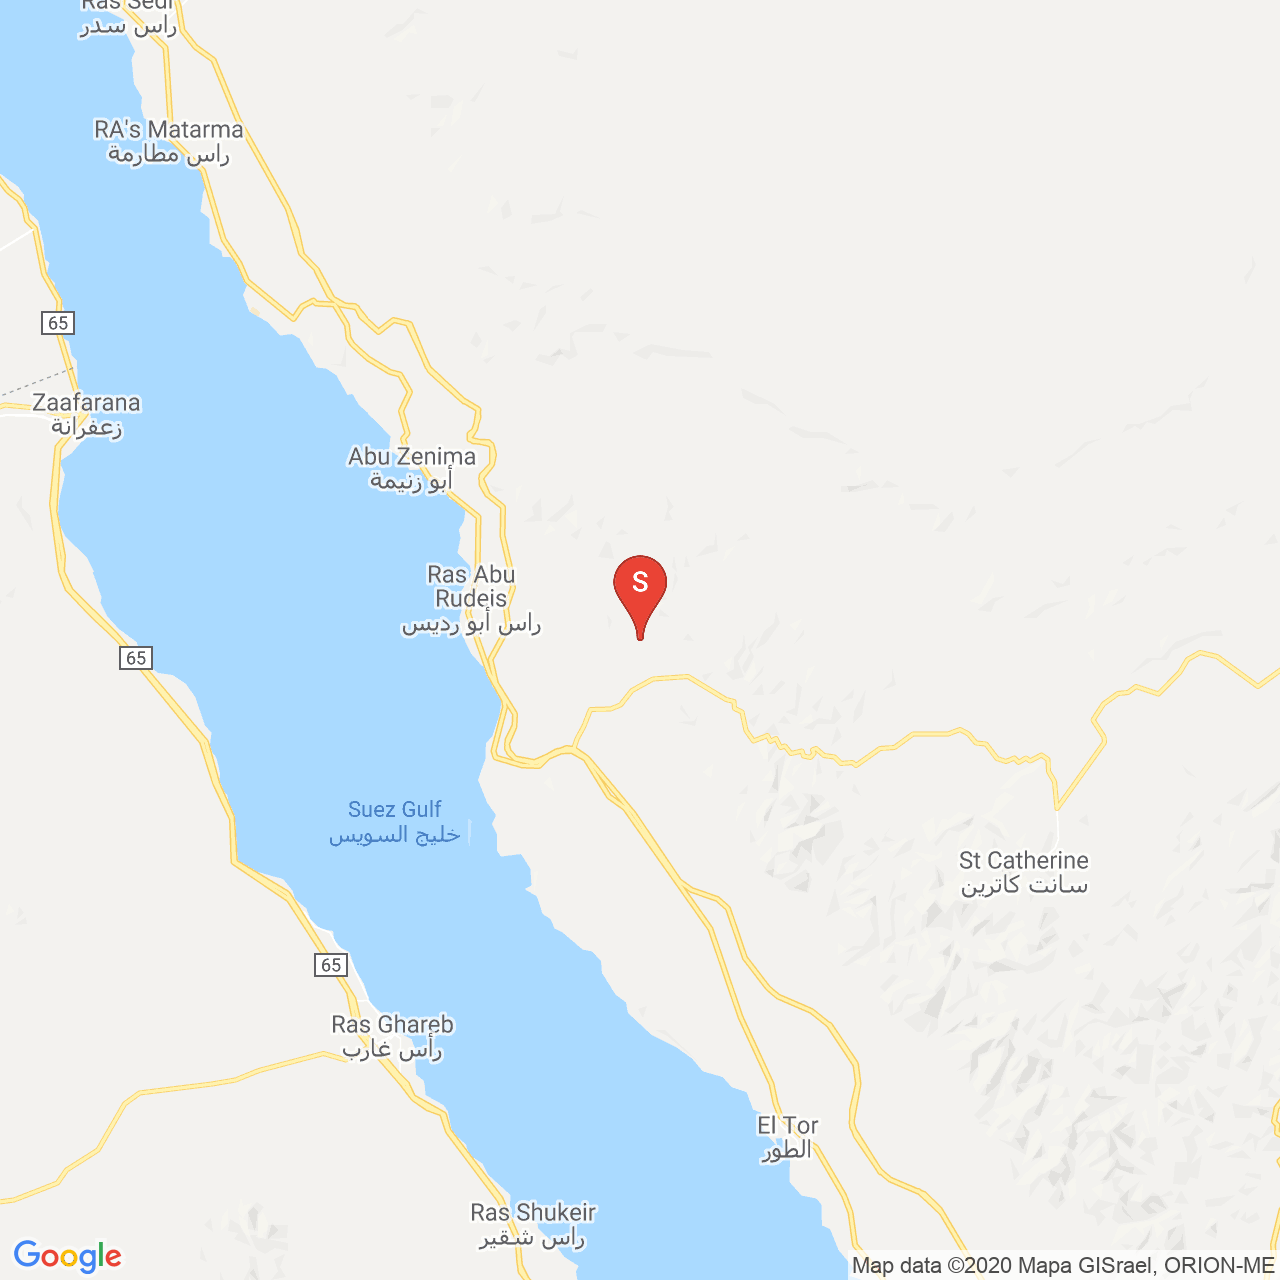 Ras Sedr
راس سدر
RA's Matarma
راس مطارمة
65
Zaafarana
زعفرانة
Abu Zenima
أبو زنيمة
S
Ras Abu
Rudeis
راس أبو رديس
65
Suez Gulf
خليج السويس
St Catherine
سانت كاترين
65
Ras Ghareb
رأس غارب
El Tor
الطور
Ras Shukeir
راس شقير
Google
Map data ©2020 Mapa GISrael, ORION-ME